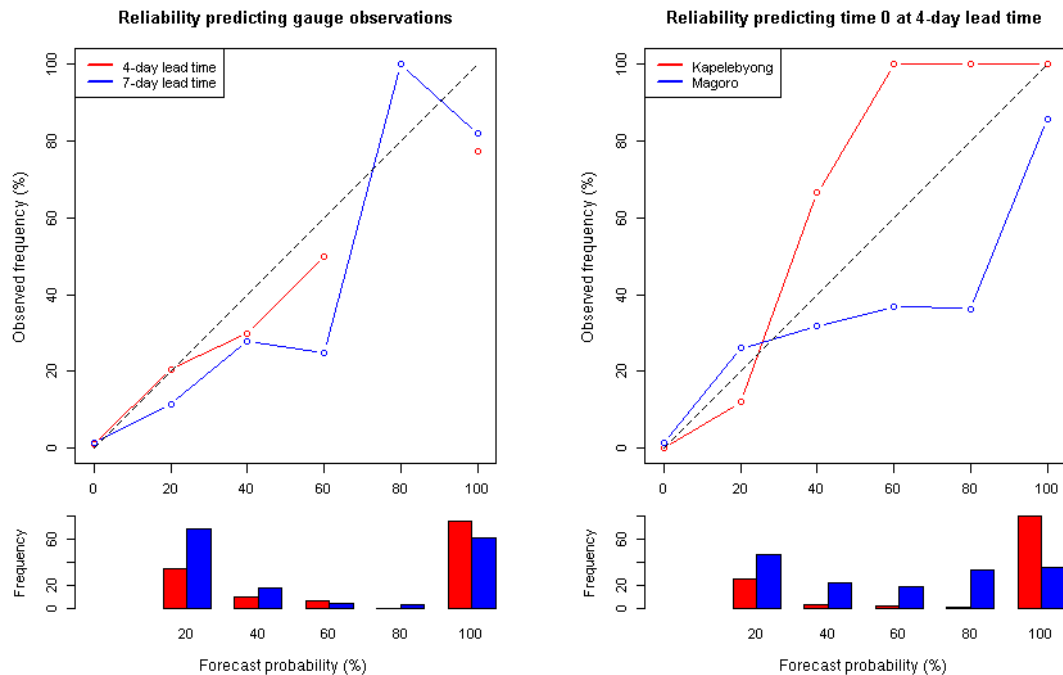 Reliability predicting gauge observations
4-day lead time
7-day lead time
Observed frequency (%)
100
80
60
40
20
0
0 20 40 60 80 100
Frequency
60
20
0
20 40 60 80 100
Forecast probability (%)
Reliability predicting time 0 at 4-day lead time
Kapelebyong
Magoro
Observed frequency (%)
100
80
60
40
20
0
0 20 40 60 80 100
Frequency
60
20
0
20 40 60 80 100
Forecast probability (%)